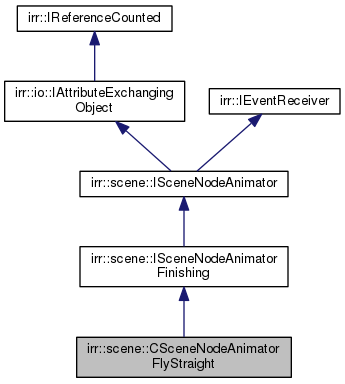 irr::IReferenceCounted
irr::io::IAttributeExchanging
Object
irr::IEventReceiver
irr::scene::ISceneNodeAnimator
irr::scene::ISceneNodeAnimator
Finishing
irr::scene::CSceneNodeAnimator
FlyStraight